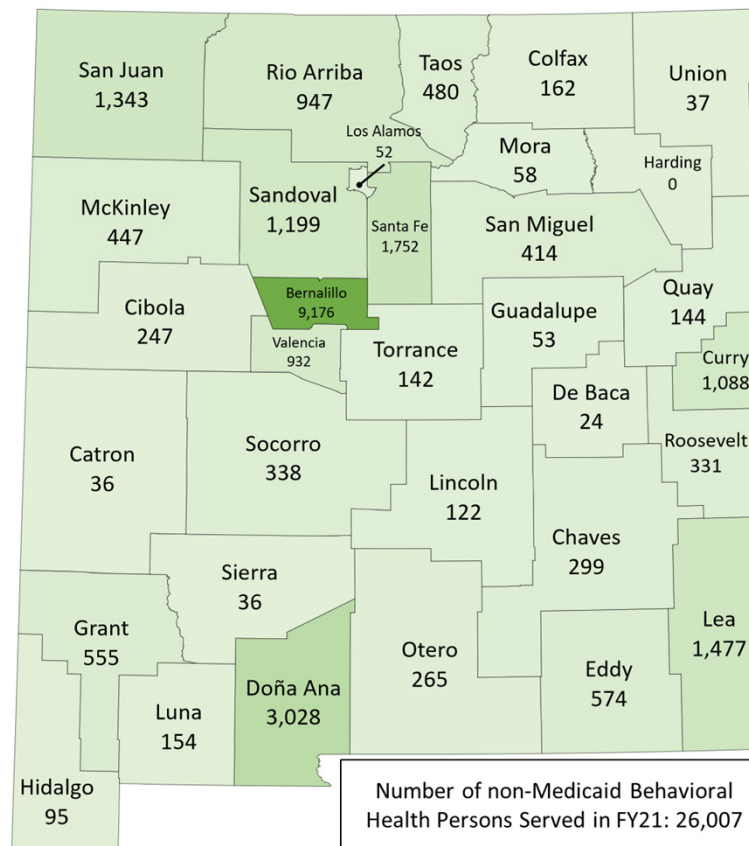 San Juan
1,343
Rio Arriba
947
Taos
480
Colfax
162
Union
37
Los Alamos
52
Mora
58
Harding
0
McKinley
447
Sandoval
1,199
Santa Fe
1,752
San Miguel
414
Cibola
247
Bernalillo
9,176
Valencia
932
Torrance
142
Guadalupe
53
Quay
144
Curry
1,088
De Baca
24
Roosevelt
331
Catron
36
Socorro
338
Lincoln
122
Chaves
299
Sierra
36
Grant
555
Luna
154
Doña Ana
3,028
Otero
265
Eddy
574
Lea
1,477
Hidalgo
95
Number of non-Medicaid Behavioral
Health Persons Served in FY21: 26,007